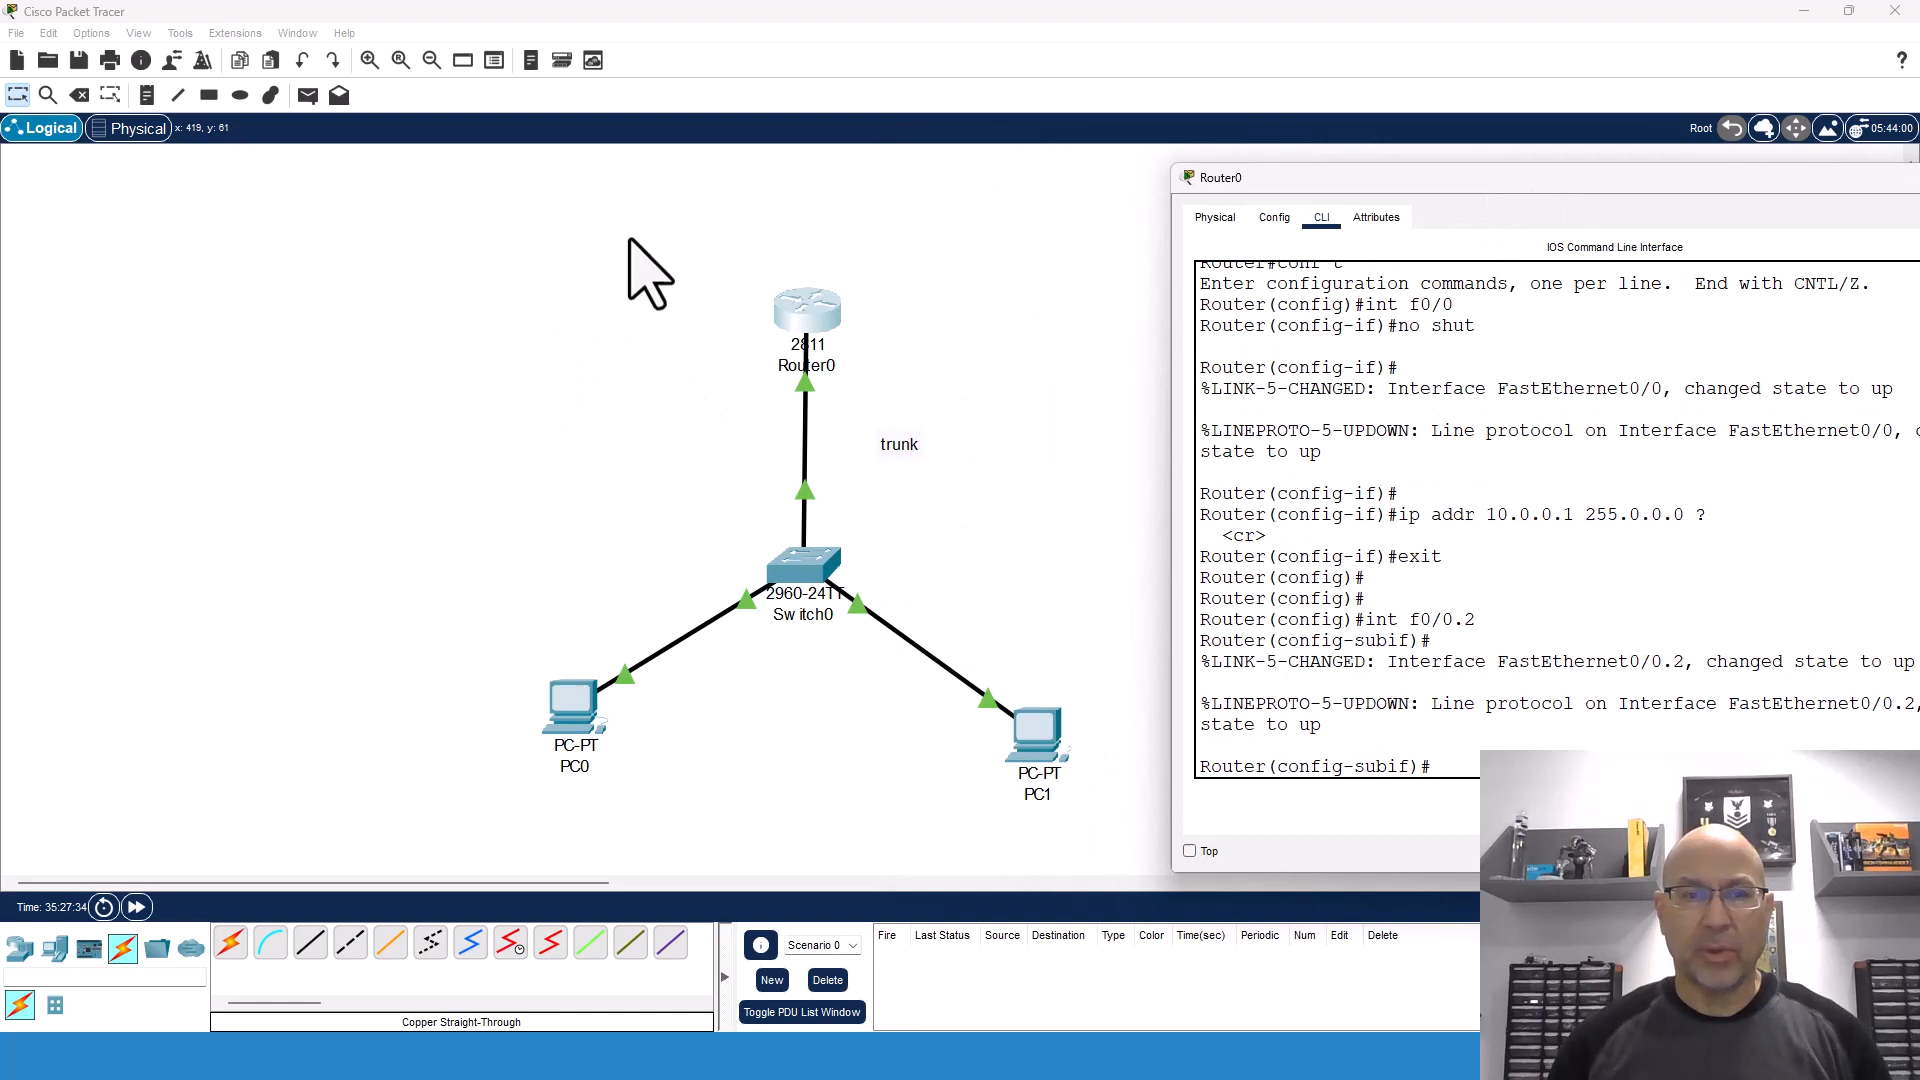 Cisco Packet Tracer
File Edit Options View Tools Extensions Window Help
Logical Physical x: 419, y: 61
Root 05:44:00
2811
Router0
trunk
2960-24TT
Switch0
PC-PT
PC0
PC-PT
PC1
Router0
Physical Config CLI Attributes
IOS Command Line Interface
Router#conf t
Enter configuration commands, one per line. End with CNTL/Z.
Router(config)#int f0/0
Router(config-if)#no shut
Router(config-if)#
%LINK-5-CHANGED: Interface FastEthernet0/0, changed state to up
%LINEPROTO-5-UPDOWN: Line protocol on Interface FastEthernet0/0,
state to up
Router(config-if)#
Router(config-if)#ip addr 10.0.0.1 255.0.0.0 ?
<cr>
Router(config-if)#exit
Router(config)#
Router(config)#
Router(config)#int f0/0.2
Router(config-subif)#
%LINK-5-CHANGED: Interface FastEthernet0/0.2, changed state to up
%LINEPROTO-5-UPDOWN: Line protocol on Interface FastEthernet0/0.2,
state to up
Router(config-subif)#
Top
Time: 35:27:34
Scenario 0
New Delete
Toggle PDU List Window
Fire Last Status Source Destination Type Color Time(sec) Periodic Num Edit Delete
Copper Straight-Through